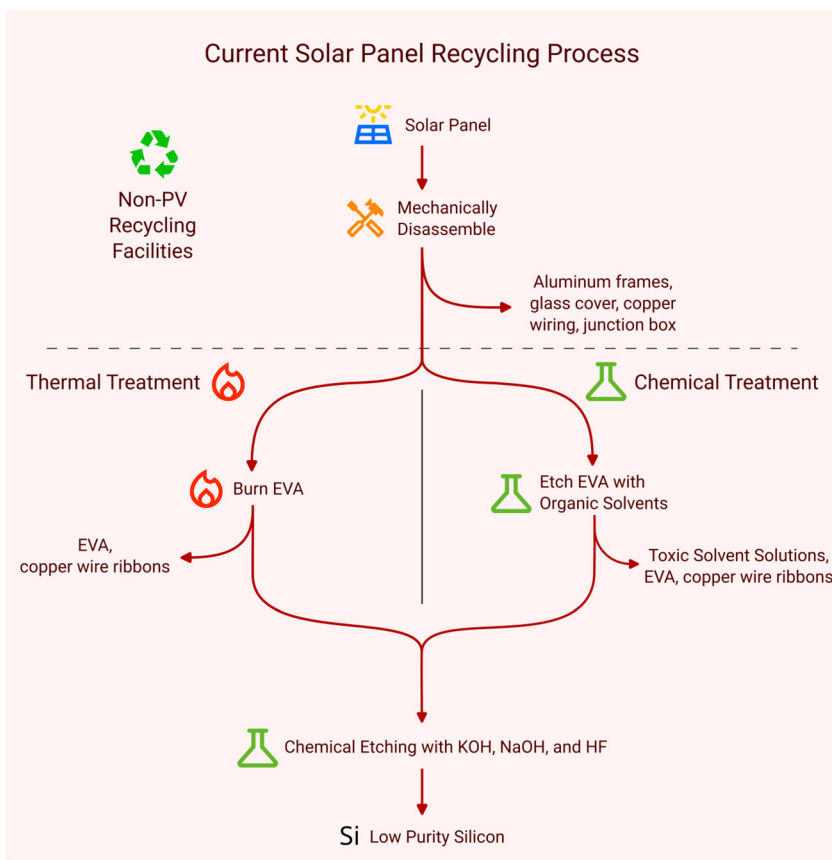 Current Solar Panel Recycling Process
Solar Panel
Non-PV
Recycling
Facilities
Mechanically
Disassemble
Aluminum frames,
glass cover, copper
wiring, junction box
Thermal Treatment
Chemical Treatment
Burn EVA
Etch EVA with
Organic Solvents
EVA,
copper wire ribbons
Toxic Solvent Solutions,
EVA, copper wire ribbons
Chemical Etching with KOH, NaOH, and HF
Si Low Purity Silicon